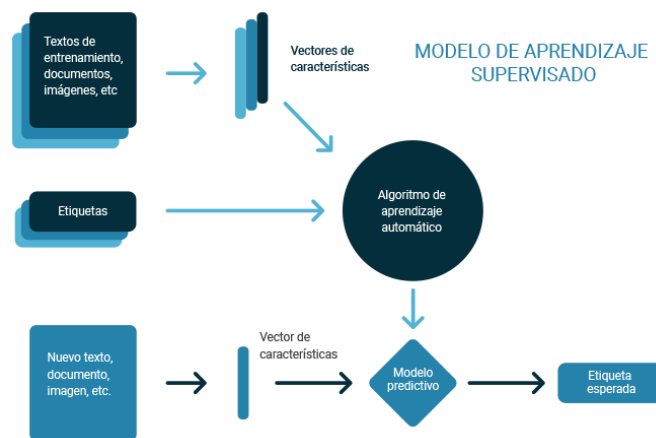 Textos de
entrenamiento,
documentos,
imágenes, etc
Vectores de
características
MODELO DE APRENDIZAJE
SUPERVISADO
Etiquetas
Algoritmo de
aprendizaje
automático
Nuevo texto,
documento,
imagen, etc.
Vector de
características
Modelo
predictivo
Etiqueta
esperada